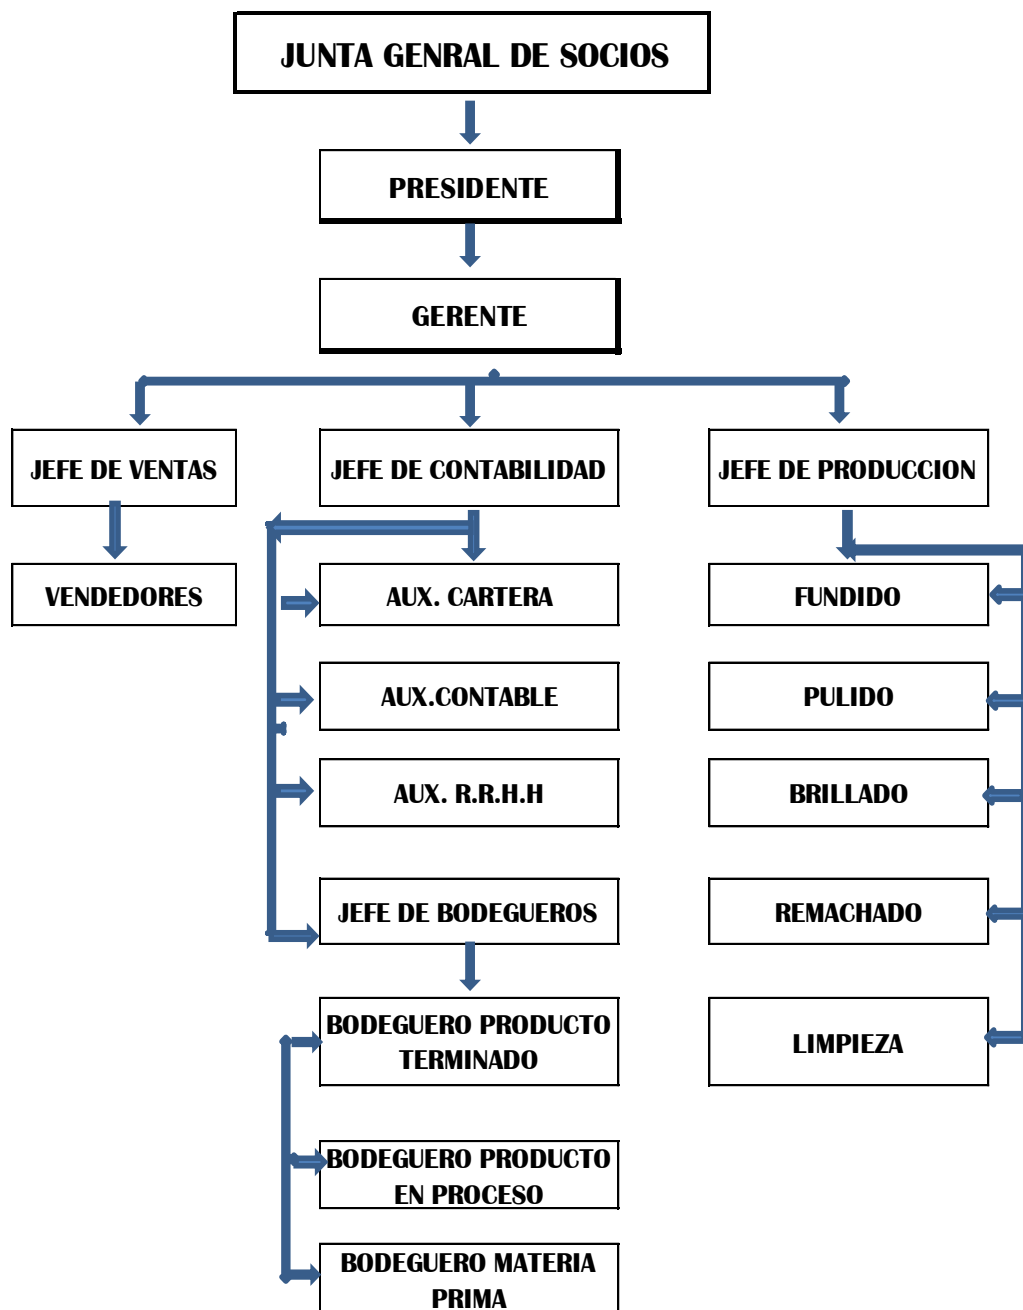 JUNTA GENRAL DE SOCIOS
PRESIDENTE
GERENTE
JEFE DE VENTAS
JEFE DE CONTABILIDAD
JEFE DE PRODUCCION
VENDEDORES
AUX. CARTERA
FUNDIDO
AUX.CONTABLE
PULIDO
AUX. R.R.H.H
BRILLADO
JEFE DE BODEGUEROS
REMACHADO
BODEGUERO PRODUCTO
TERMINADO
LIMPIEZA
BODEGUERO PRODUCTO
EN PROCESO
BODEGUERO MATERIA
PRIMA